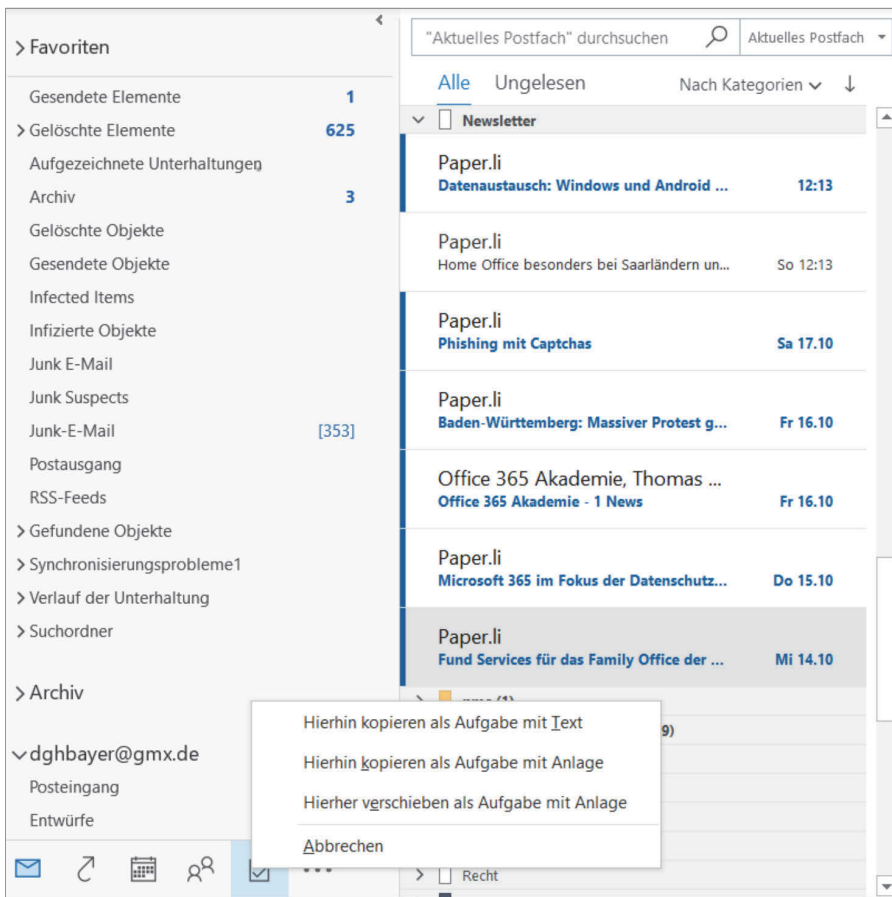 Favoriten
Gesendete Elemente 1
Gelöschte Elemente 625
Aufgezeichnete Unterhaltungen
Archiv 3
Gelöschte Objekte
Gesendete Objekte
Infected Items
Infizierte Objekte
Junk E-Mail
Junk Suspects
Junk-E-Mail [353]
Postausgang
RSS-Feeds
Gefundene Objekte
Synchronisierungsprobleme1
Verlauf der Unterhaltung
Suchordner
Archiv
dghbayer@gmx.de
Posteingang
Entwürfe
"Aktuelles Postfach" durchsuchen Aktuelles Postfach
Alle Ungelesen Nach Kategorien
Newsletter
Paper.li
Datenaustausch: Windows und Android ... 12:13
Paper.li
Home Office besonders bei Saarländern un... So 12:13
Paper.li
Phishing mit Captchas Sa 17.10
Paper.li
Baden-Württemberg: Massiver Protest g... Fr 16.10
Office 365 Akademie, Thomas ...
Office 365 Akademie - 1 News Fr 16.10
Paper.li
Microsoft 365 im Fokus der Datenschutz... Do 15.10
Paper.li
Fund Services für das Family Office der ... Mi 14.10
9)
Hierhin kopieren als Aufgabe mit Text
Hierhin kopieren als Aufgabe mit Anlage
Hierher verschieben als Aufgabe mit Anlage
Abbrechen
Recht